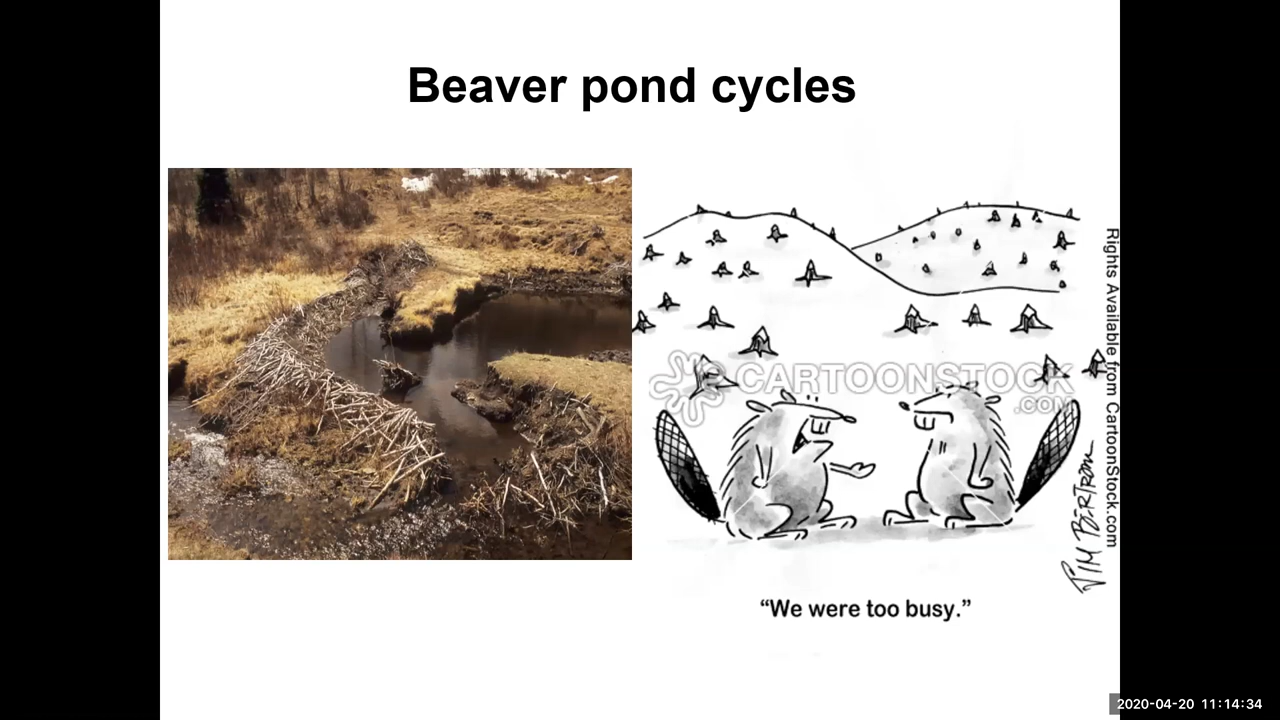 Beaver pond cycles
CARTOONSTOCK
.COM
Rights Available from CartoonStock.com
JIM BERTRAM
“We were too busy.”
2020-04-20 11:14:34